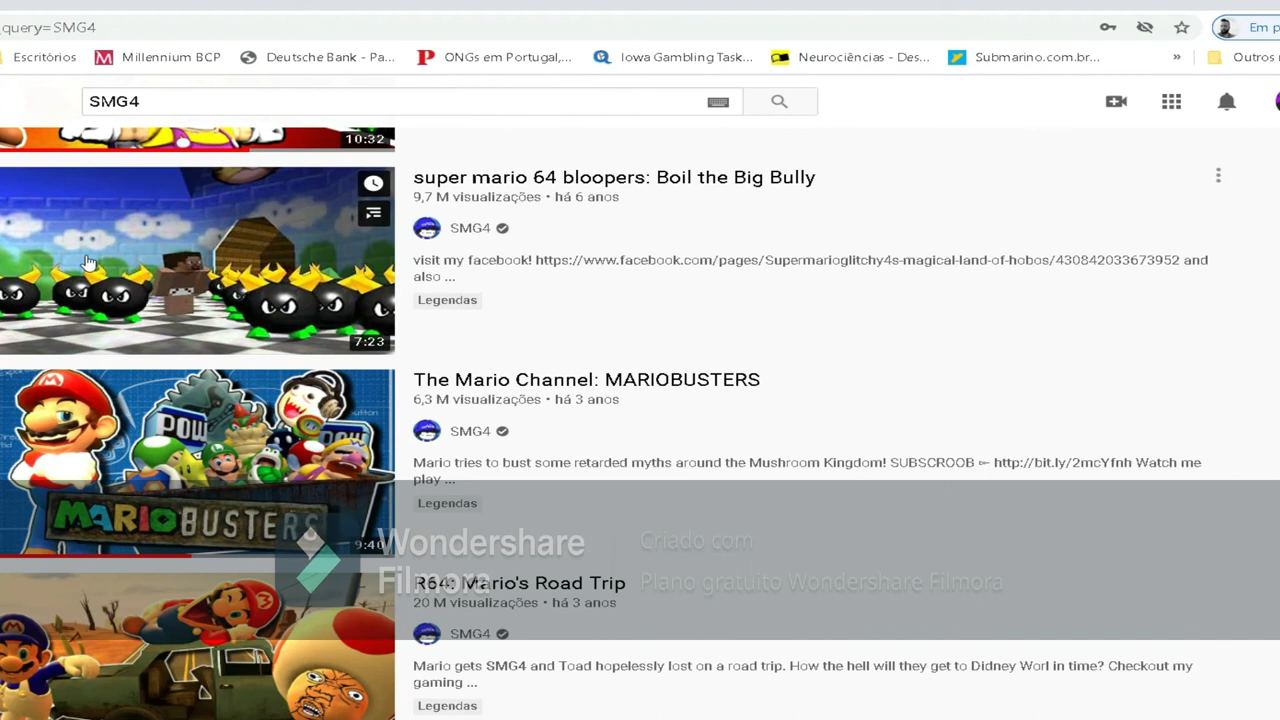 _query=SMG4
Em p
Escritórios
Millennium BCP
Deutsche Bank - Pa...
ONGs em Portugal,...
Iowa Gambling Task...
Neurociências - Des...
Submarino.com.br...
»
Outros
SMG4
10:32
super mario 64 bloopers: Boil the Big Bully
9,7 M visualizações • há 6 anos
SMG4
visit my facebook! https://www.facebook.com/pages/Supermarioglitchy4s-magical-land-of-hobos/430842033673952 and
also ...
Legendas
7:23
The Mario Channel: MARIOBUSTERS
6,3 M visualizações • há 3 anos
SMG4
Mario tries to bust some retarded myths around the Mushroom Kingdom! SUBSCROOB ► http://bit.ly/2mcYfnh Watch me
play ...
Legendas
POW
button
MARIOBUSTERS
9:40
Wondershare
Filmora
Criado com
Plano gratuito Wondershare Filmora
R64: Mario's Road Trip
20 M visualizações • há 3 anos
SMG4
Mario gets SMG4 and Toad hopelessly lost on a road trip. How the hell will they get to Didney Worl in time? Checkout my
gaming ...
Legendas